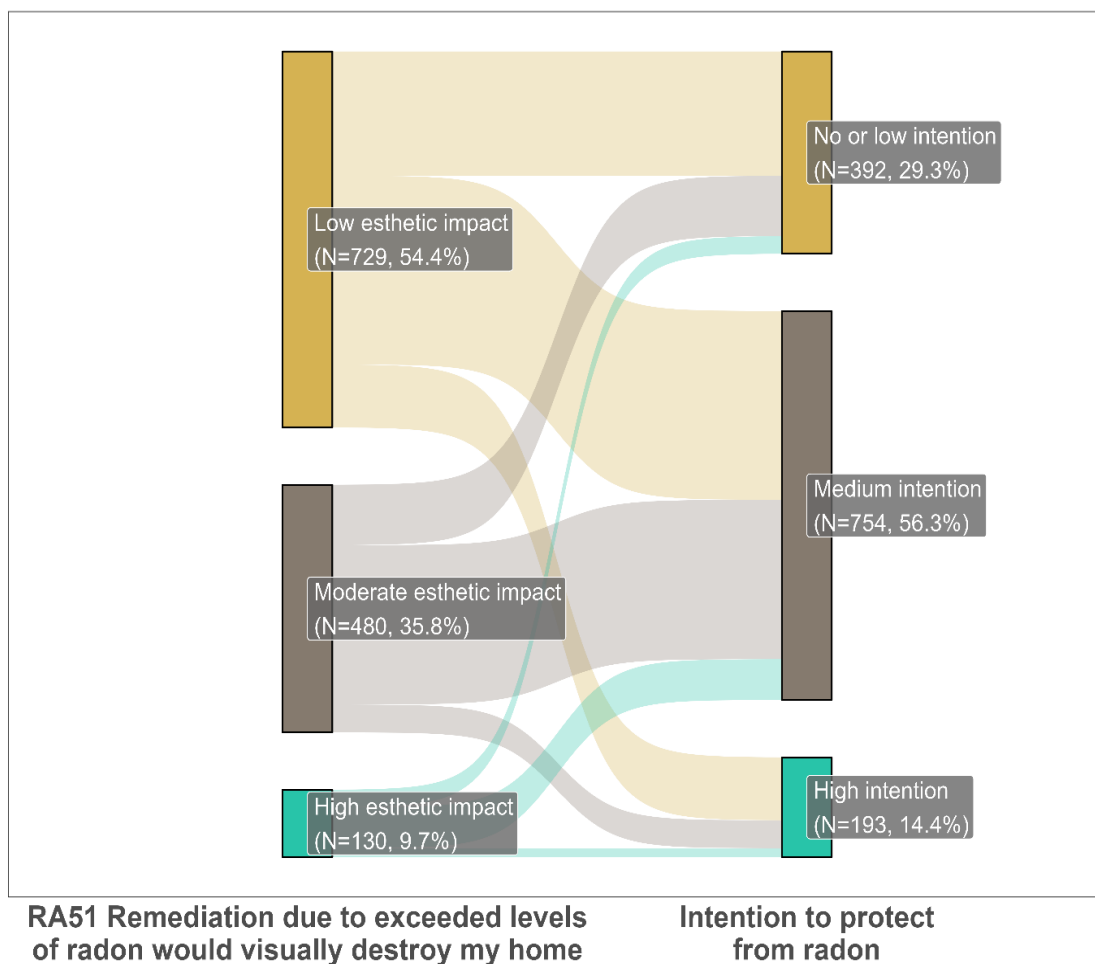 Low esthetic impact
(N=729, 54.4%)
Moderate esthetic impact
(N=480, 35.8%)
High esthetic impact
(N=130, 9.7%)
No or low intention
(N=392, 29.3%)
Medium intention
(N=754, 56.3%)
High intention
(N=193, 14.4%)
RA51 Remediation due to exceeded levels
of radon would visually destroy my home
Intention to protect
from radon